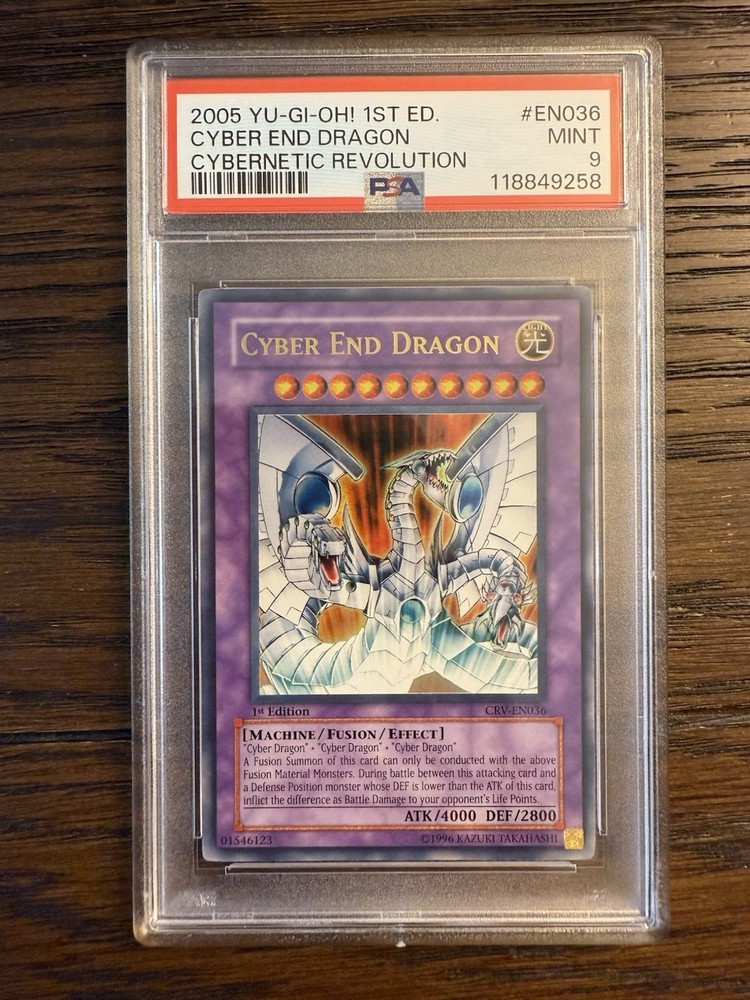 2005 YU-GI-OH! 1ST ED. #EN036
CYBER END DRAGON MINT
CYBERNETIC REVOLUTION 9
PSA 118849258
CYBER END DRAGON
LIGHT
光
1st Edition CRV-EN036
[MACHINE/FUSION/EFFECT]
"Cyber Dragon" + "Cyber Dragon" + "Cyber Dragon"
A Fusion Summon of this card can only be conducted with the above
Fusion Material Monsters. During battle between this attacking card and
a Defense Position monster whose DEF is lower than the ATK of this card,
inflict the difference as Battle Damage to your opponent's Life Points.
ATK/4000 DEF/2800
01546123 ©1996 KAZUKI TAKAHASHI